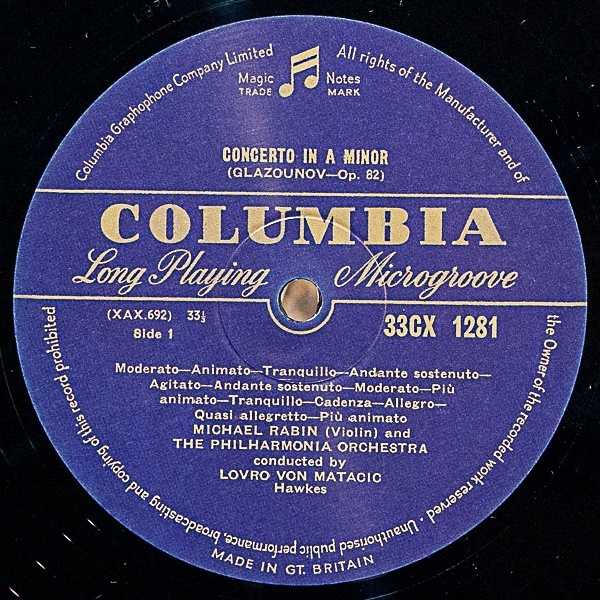 Columbia Graphophone Company Limited
All rights of the Manufacturer and of
the Owner of the recorded work reserved · Unauthorised public performance, broadcasting and copying of this record prohibited
Magic Notes
TRADE MARK
CONCERTO IN A MINOR
(GLAZOUNOV—Op. 82)
COLUMBIA
Long Playing Microgroove
(XAX.692) 33⅓
Side 1
33CX 1281
Moderato—Animato—Tranquillo—Andante sostenuto—
Agitato—Andante sostenuto—Moderato—Più
animato—Tranquillo—Cadenza—Allegro—
Quasi allegretto—Più animato
MICHAEL RABIN (Violin) and
THE PHILHARMONIA ORCHESTRA
conducted by
LOVRO VON MATACIC
Hawkes
MADE IN GT. BRITAIN